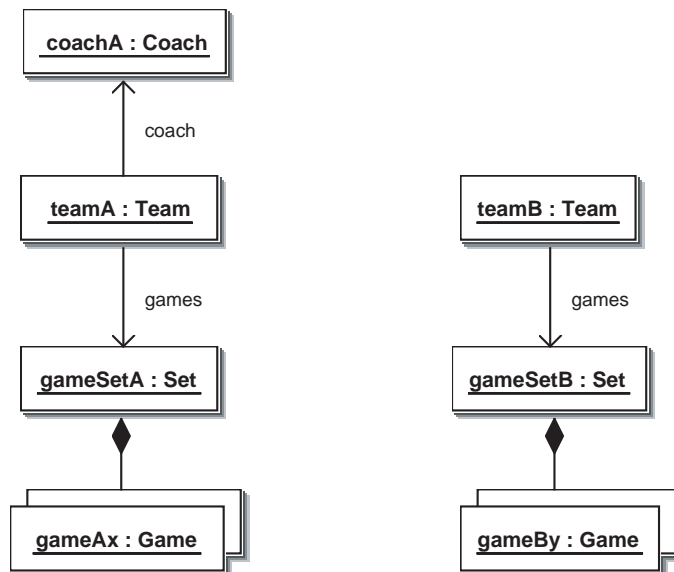 coachA : Coach
coach
teamA : Team
teamB : Team
games
games
gameSetA : Set
gameSetB : Set
gameAx : Game
gameBy : Game